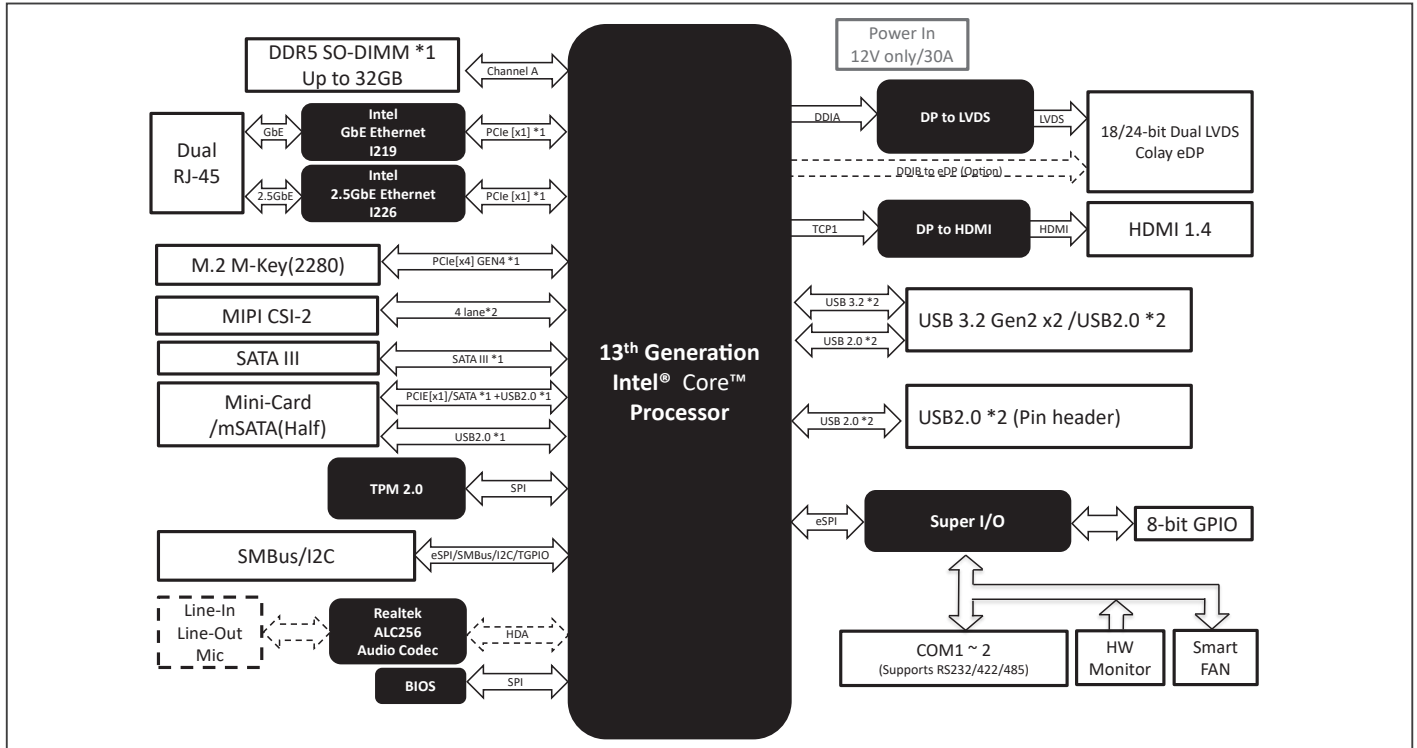 DDR5 SO-DIMM *1
Up to 32GB
Channel A
Dual
RJ-45
GbE
Intel
GbE Ethernet
I219
PCIe [x1] *1
2.5GbE
Intel
2.5GbE Ethernet
I226
PCIe [x1] *1
M.2 M-Key(2280)
PCIe[x4] GEN4 *1
MIPI CSI-2
4 lane*2
SATA III
SATA III *1
Mini-Card
/mSATA(Half)
PCIE[x1]/SATA *1 +USB2.0 *1
USB2.0 *1
TPM 2.0
SPI
SMBus/I2C
eSPI/SMBus/I2C/TGPIO
Line-In
Line-Out
Mic
Realtek
ALC256
Audio Codec
HDA
BIOS
SPI
13th Generation
Intel® Core™
Processor
Power In
12V only/30A
DDIA
DP to LVDS
LVDS
18/24-bit Dual LVDS
Colay eDP
DDIB to eDP (Option)
TCP1
DP to HDMI
HDMI
HDMI 1.4
USB 3.2 *2
USB 2.0 *2
USB 3.2 Gen2 x2 /USB2.0 *2
USB 2.0 *2
USB2.0 *2 (Pin header)
eSPI
Super I/O
8-bit GPIO
COM1 ~ 2
(Supports RS232/422/485)
HW
Monitor
Smart
FAN